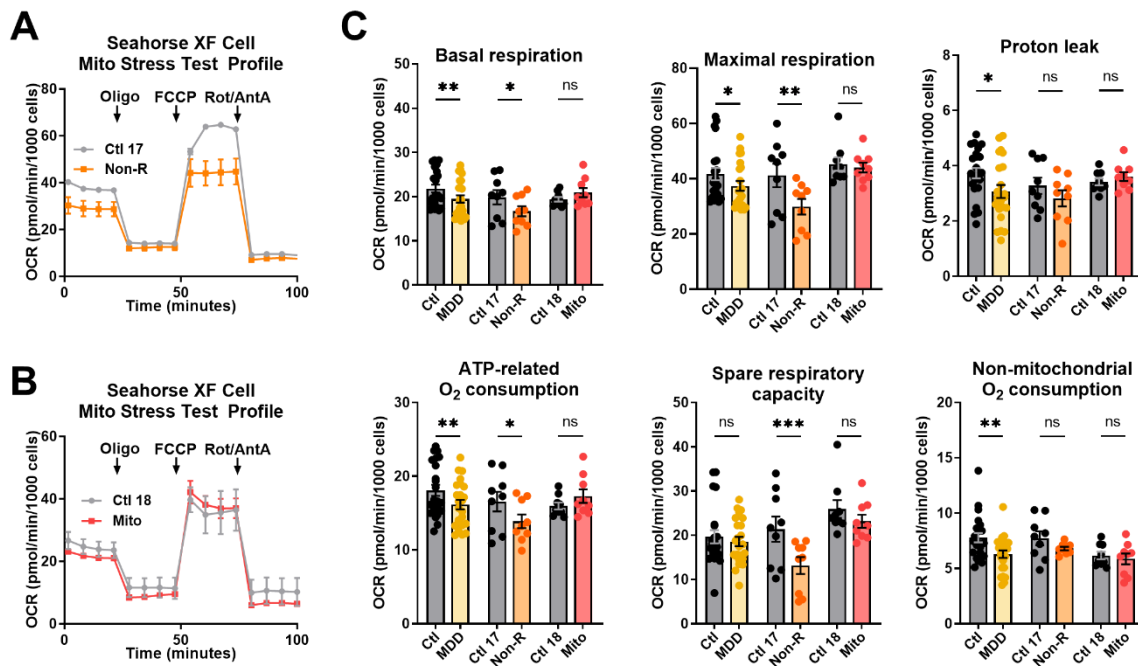 A
Seahorse XF Cell
Mito Stress Test Profile
Oligo FCCP Rot/AntA
Ctl 17
Non-R
OCR (pmol/min/1000 cells)
80
60
40
20
0
0 50 100
Time (minutes)
B
Seahorse XF Cell
Mito Stress Test Profile
Oligo FCCP Rot/AntA
Ctl 18
Mito
OCR (pmol/min/1000 cells)
60
40
20
0
0 50 100
Time (minutes)
C
Basal respiration
** * ns
OCR (pmol/min/1000 cells)
50
40
30
20
10
0
Ctl MDD Ctl 17 Non-R Ctl 18 Mito
Maximal respiration
* ** ns
OCR (pmol/min/1000 cells)
80
60
40
20
0
Ctl MDD Ctl 17 Non-R Ctl 18 Mito
Proton leak
* ns ns
OCR (pmol/min/1000 cells)
8
6
4
2
0
Ctl MDD Ctl 17 Non-R Ctl 18 Mito
ATP-related
O₂ consumption
** * ns
OCR (pmol/min/1000 cells)
30
20
10
0
Ctl MDD Ctl 17 Non-R Ctl 18 Mito
Spare respiratory
capacity
ns *** ns
OCR (pmol/min/1000 cells)
50
40
30
20
10
0
Ctl MDD Ctl 17 Non-R Ctl 18 Mito
Non-mitochondrial
O₂ consumption
** ns ns
OCR (pmol/min/1000 cells)
20
15
10
5
0
Ctl MDD Ctl 17 Non-R Ctl 18 Mito